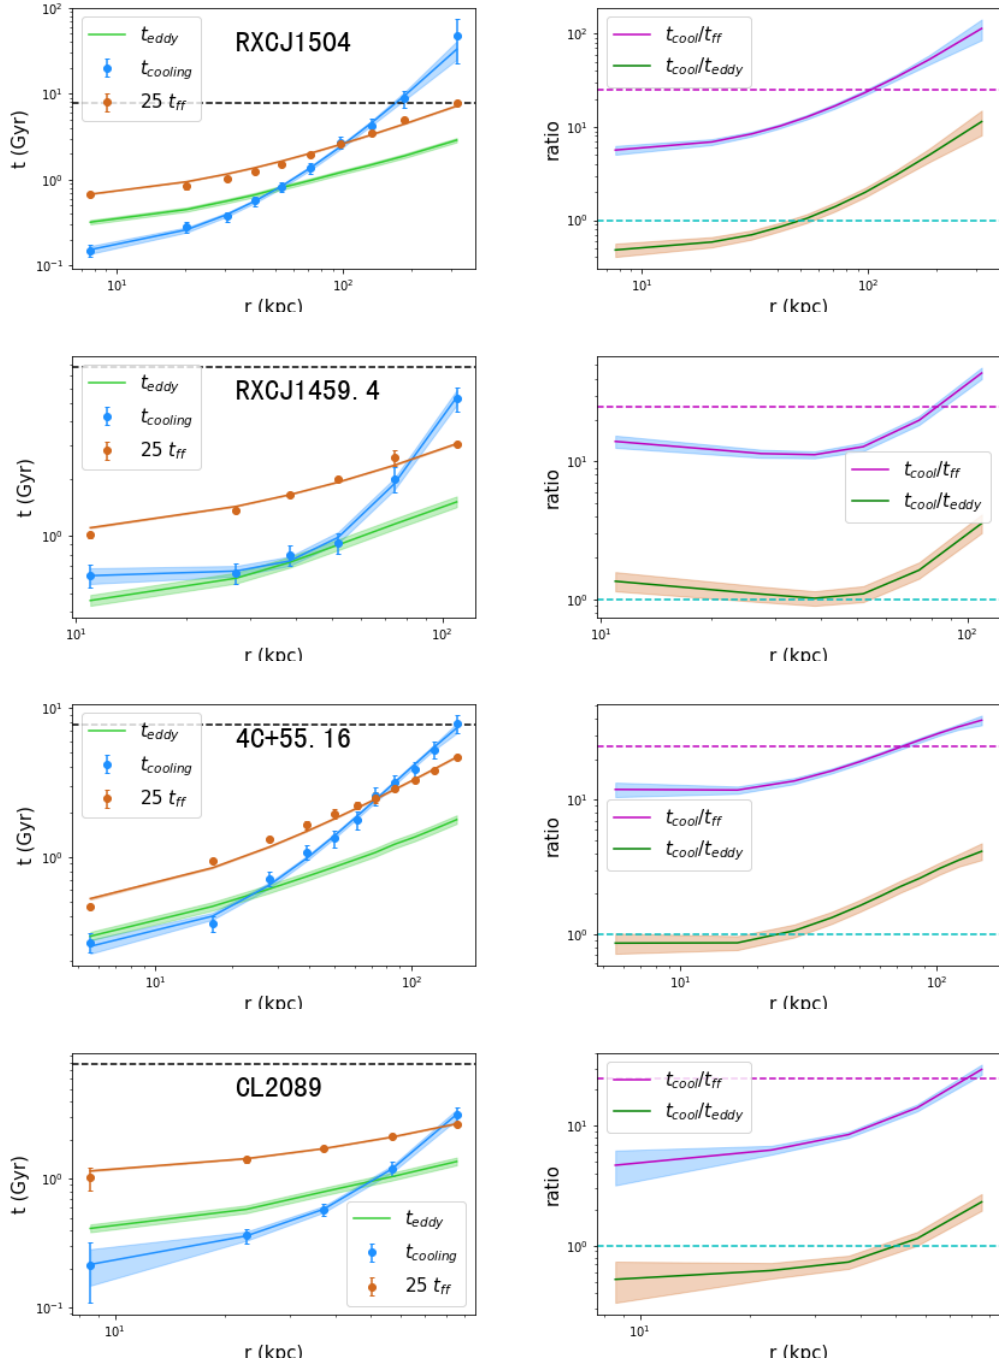 10²
10¹
10⁰
10⁻¹
t (Gyr)
t_eddy
t_cooling
25 t_ff
RXCJ1504
10¹
10²
r (kpc)
10²
10¹
10⁰
ratio
t_cool/t_ff
t_cool/t_eddy
10¹
10²
r (kpc)
10⁰
t (Gyr)
t_eddy
t_cooling
25 t_ff
RXCJ1459.4
10¹
10²
r (kpc)
10¹
10⁰
ratio
t_cool/t_ff
t_cool/t_eddy
10¹
10²
r (kpc)
10¹
10⁰
t (Gyr)
t_eddy
t_cooling
25 t_ff
4C+55.16
10¹
10²
r (kpc)
10¹
10⁰
ratio
t_cool/t_ff
t_cool/t_eddy
10¹
10²
r (kpc)
10⁰
10⁻¹
t (Gyr)
CL2089
t_eddy
t_cooling
25 t_ff
10¹
r (kpc)
10¹
10⁰
ratio
t_cool/t_ff
t_cool/t_eddy
10¹
r (kpc)